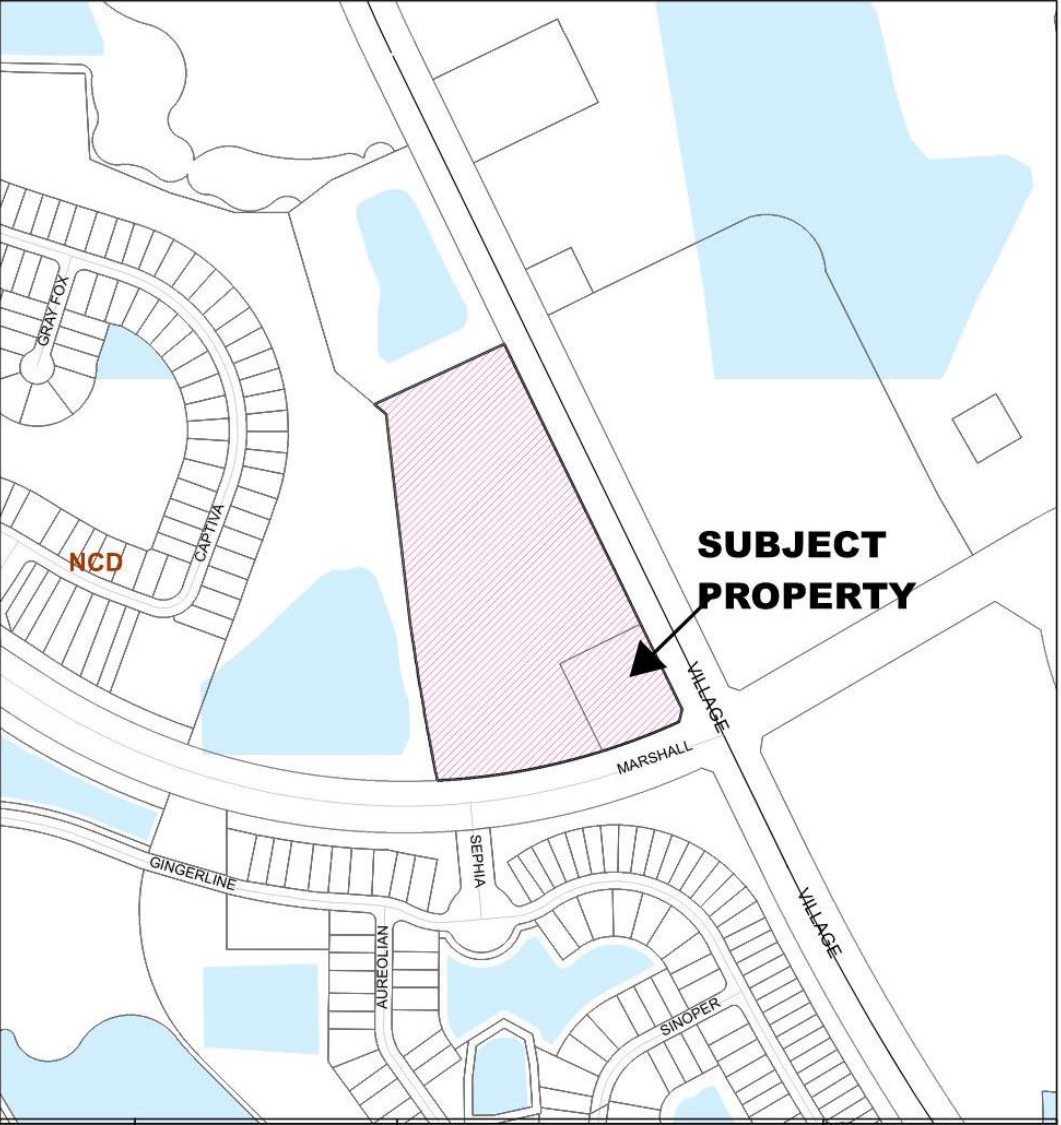 GRAY FOX
CAPTIVA
NCD
SUBJECT
PROPERTY
VILLAGE
MARSHALL
SEPHIA
GINGERLINE
VILLAGE
AUREOLIAN
SINOPER